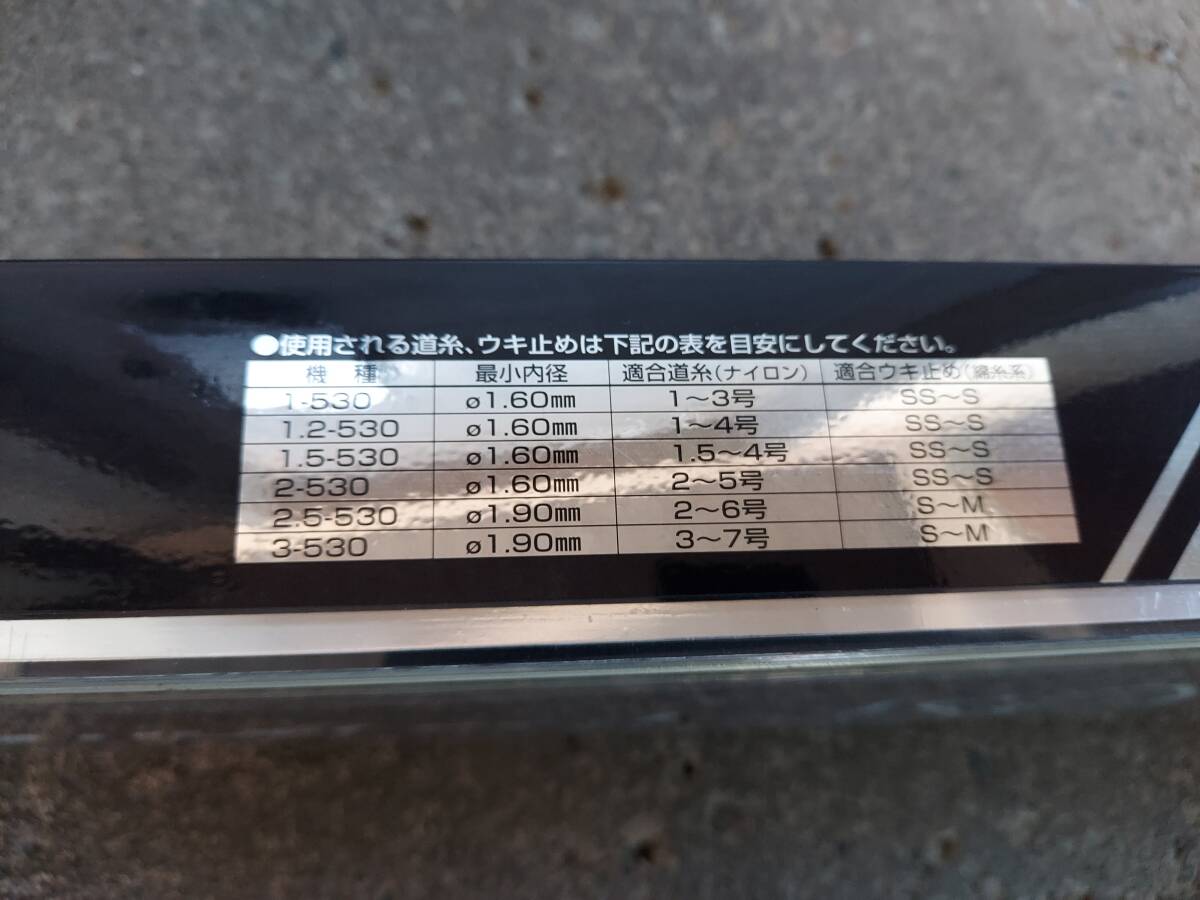 ●使用される道糸、ウキ止めは下記の表を目安にしてください。
機 種 最小内径 適合道糸(ナイロン) 適合ウキ止め(綿糸系)
1-530 ø1.60㎜ 1〜3号 SS〜S
1.2-530 ø1.60㎜ 1〜4号 SS〜S
1.5-530 ø1.60㎜ 1.5〜4号 SS〜S
2-530 ø1.60㎜ 2〜5号 SS〜S
2.5-530 ø1.90㎜ 2〜6号 S〜M
3-530 ø1.90㎜ 3〜7号 S〜M